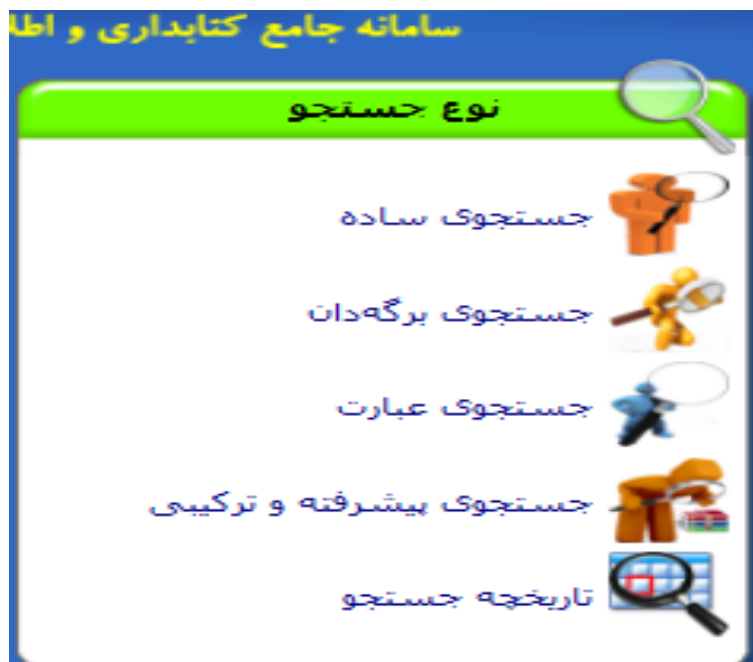 سامانه جامع کتابداری و
نوع جستجو
جستجوی ساده
جستجوی برگه‌دان
جستجوی عبارت
جستجوی پیشرفته و ترکیبی
تاریخچه جستجو